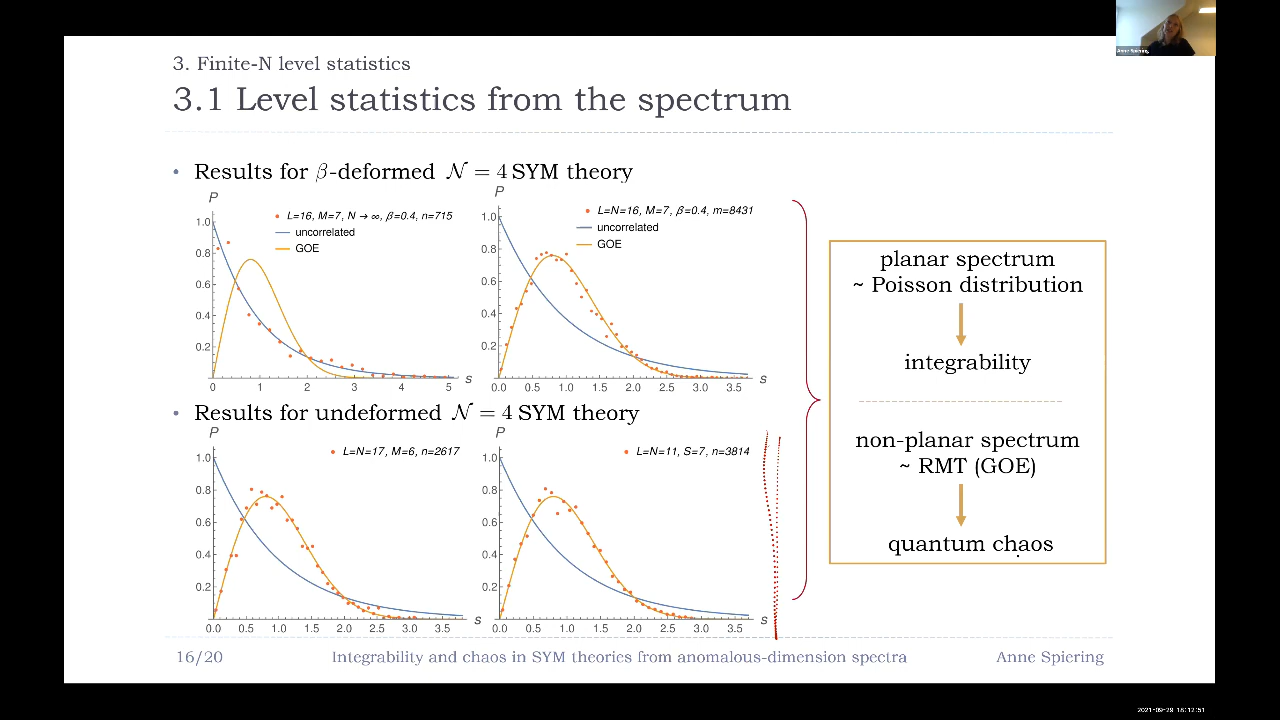 Anne Spiering
3. Finite-N level statistics
3.1 Level statistics from the spectrum
• Results for β-deformed 𝒩 = 4 SYM theory
P
L=16, M=7, N → ∞, β=0.4, n=715
uncorrelated
GOE
1.0
0.8
0.6
0.4
0.2
0 1 2 3 4 5 s
P
L=N=16, M=7, β=0.4, m=8431
uncorrelated
GOE
1.0
0.8
0.6
0.4
0.2
0.0 0.5 1.0 1.5 2.0 2.5 3.0 3.5 s
• Results for undeformed 𝒩 = 4 SYM theory
P
L=N=17, M=6, n=2617
1.0
0.8
0.6
0.4
0.2
0.0 0.5 1.0 1.5 2.0 2.5 3.0 3.5 s
P
L=N=11, S=7, n=3814
1.0
0.8
0.6
0.4
0.2
0.0 0.5 1.0 1.5 2.0 2.5 3.0 3.5 s
planar spectrum
~ Poisson distribution
integrability
non-planar spectrum
~ RMT (GOE)
quantum chaos
16/20 Integrability and chaos in SYM theories from anomalous-dimension spectra Anne Spiering
2021-09-29 18:12:51